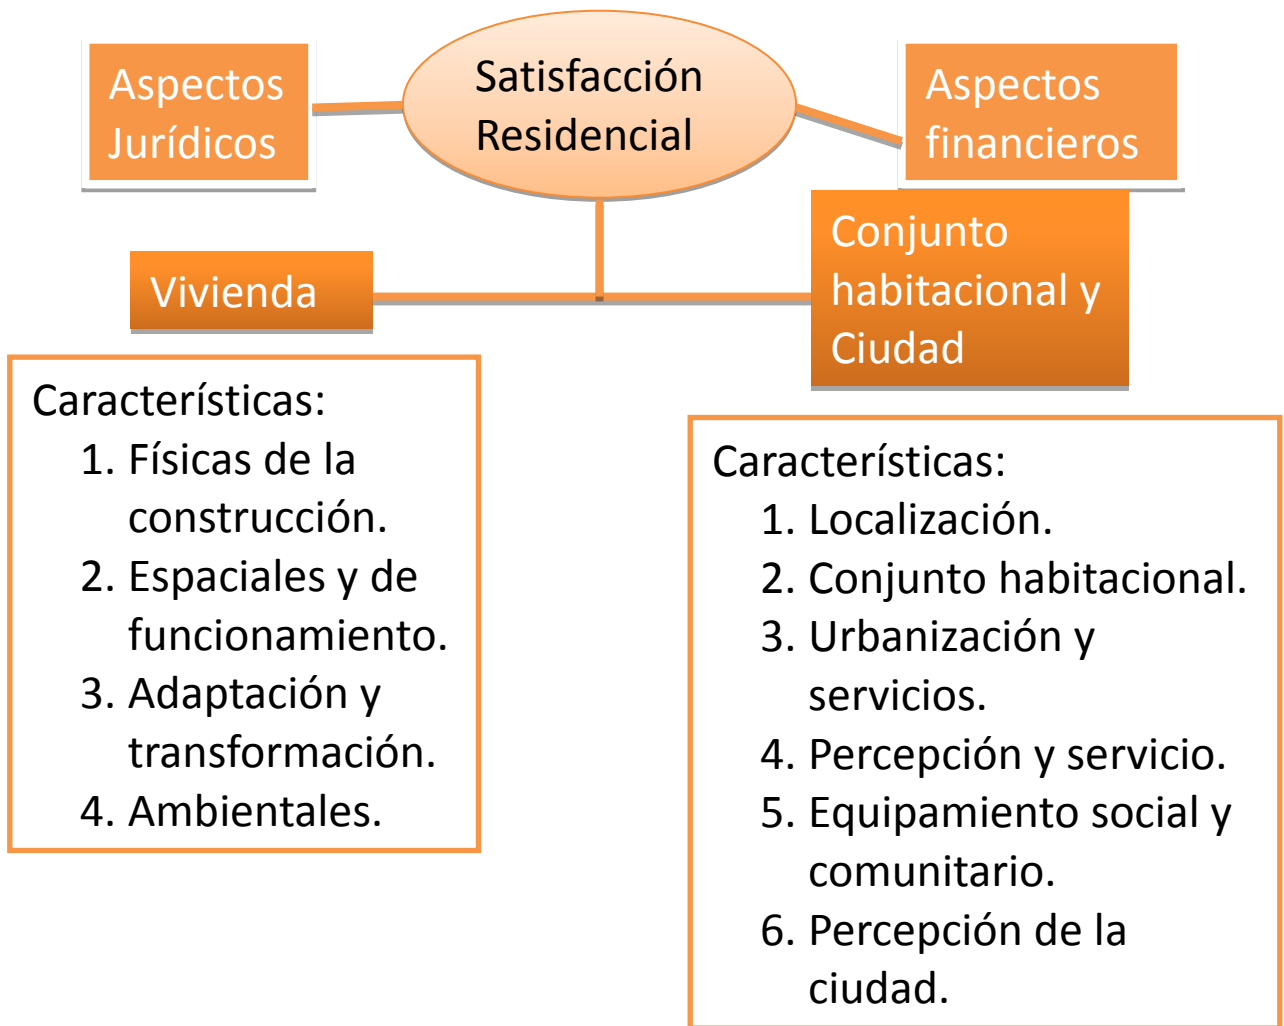 Aspectos
Jurídicos
Satisfacción
Residencial
Aspectos
financieros
Vivienda
Conjunto
habitacional y
Ciudad
Características:
1. Físicas de la
construcción.
2. Espaciales y de
funcionamiento.
3. Adaptación y
transformación.
4. Ambientales.
Características:
1. Localización.
2. Conjunto habitacional.
3. Urbanización y
servicios.
4. Percepción y servicio.
5. Equipamiento social y
comunitario.
6. Percepción de la
ciudad.